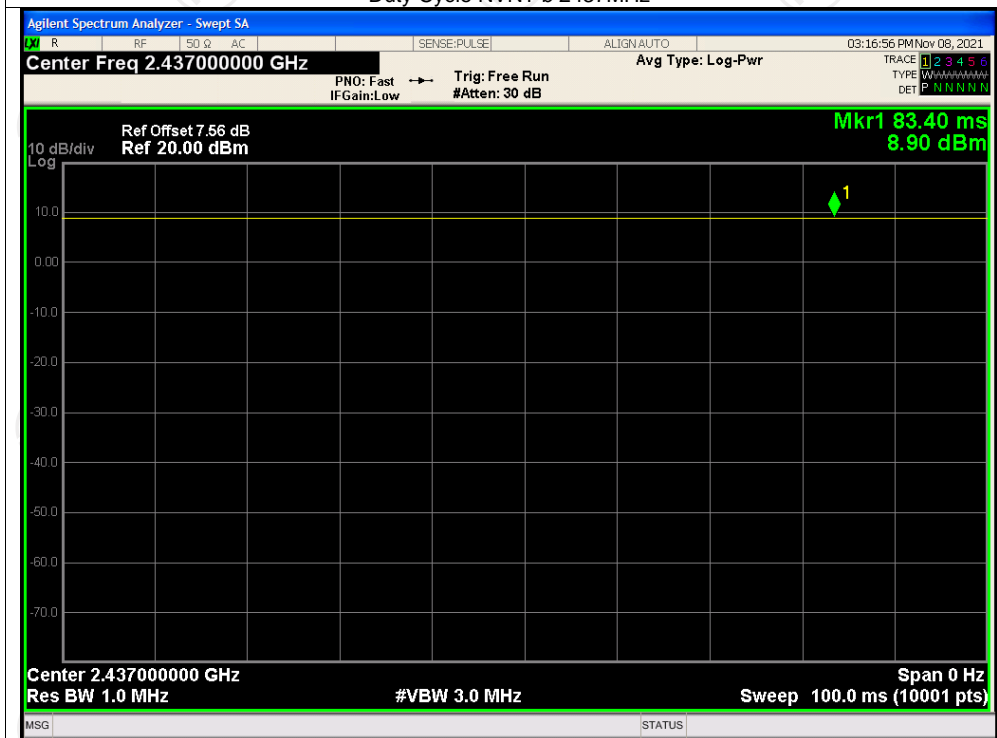 Duty Cycle NVNT b 2437MHz
Agilent Spectrum Analyzer - Swept SA
LXI R RF 50 Ω AC SENSE:PULSE ALIGN AUTO 03:16:56 PM Nov 08, 2021
Center Freq 2.437000000 GHz
PNO: Fast Trig: Free Run
IFGain:Low #Atten: 30 dB
Avg Type: Log-Pwr
TRACE 1 2 3 4 5 6
TYPE W
DET P N N N N N
Mkr1 83.40 ms
8.90 dBm
Ref Offset 7.56 dB
10 dB/div Ref 20.00 dBm
Log
1
10.0
0.00
-10.0
-20.0
-30.0
-40.0
-50.0
-60.0
-70.0
Center 2.437000000 GHz Span 0 Hz
Res BW 1.0 MHz #VBW 3.0 MHz Sweep 100.0 ms (10001 pts)
MSG STATUS